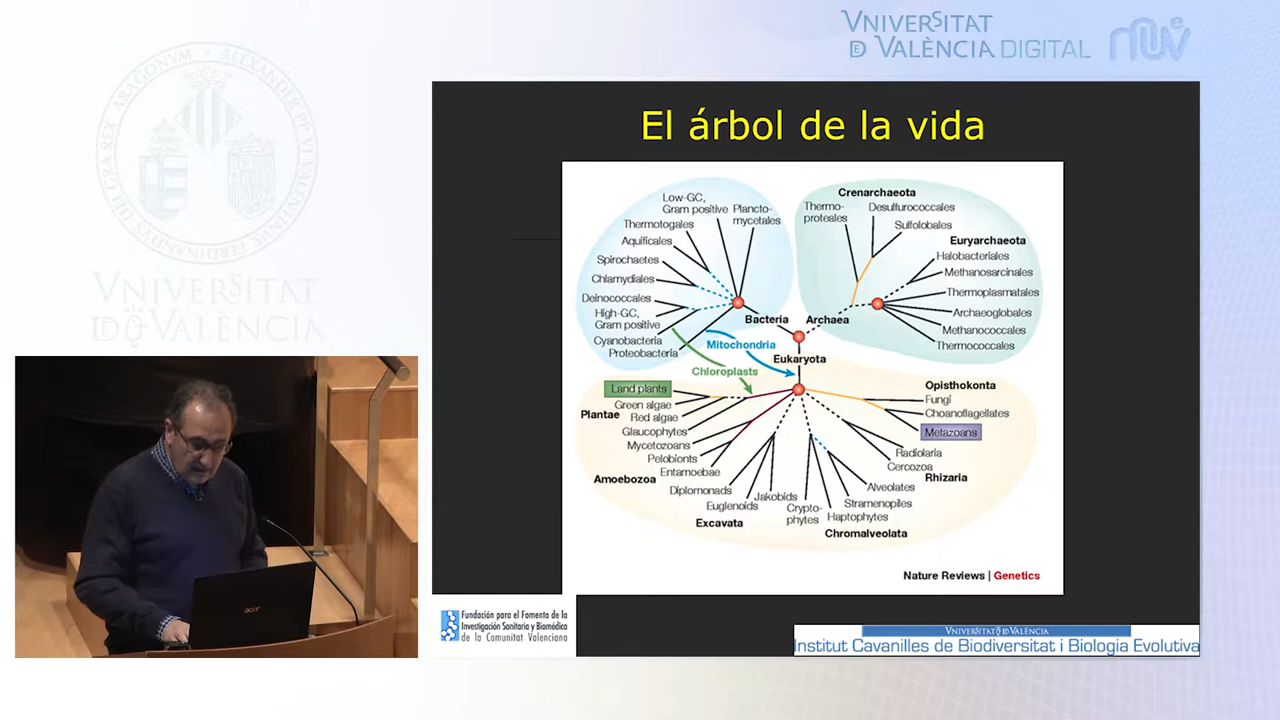 VNIVERSITAT
DE VALÈNCIA DIGITAL
VNIVERSITAT
DE VALÈNCIA
acer
El árbol de la vida
Low-GC,
Gram positive
Plancto-
mycetales
Thermotogales
Aquificales
Spirochaetes
Chlamydiales
Deinococcales
High-GC,
Gram positive
Cyanobacteria
Proteobacteria
Bacteria
Crenarchaeota
Thermo-
proteales
Desulfurococcales
Sulfolobales
Euryarchaeota
Halobacteriales
Methanosarcinales
Thermoplasmatales
Archaeoglobales
Methanococcales
Thermococcales
Archaea
Mitochondria
Eukaryota
Chloroplasts
Land plants
Green algae
Plantae
Red algae
Glaucophytes
Mycetozoans
Pelobionts
Entamoebae
Amoebozoa
Diplomonads
Euglenoids
Jakobids
Excavata
Crypto-
phytes
Haptophytes
Stramenopiles
Alveolates
Chromalveolata
Opisthokonta
Fungi
Choanoflagellates
Metazoans
Radiolaria
Cercozoa
Rhizaria
Nature Reviews | Genetics
Fundación para el Fomento de la
Investigación Sanitaria y Biomédica
de la Comunitat Valenciana
VNIVERSITAT DE VALÈNCIA
Institut Cavanilles de Biodiversitat i Biologia Evolutiva